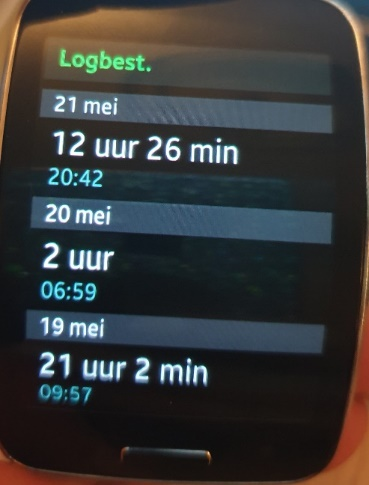 Logbest.
21 mei
12 uur 26 min
20:42
20 mei
2 uur
06:59
19 mei
21 uur 2 min
09:57